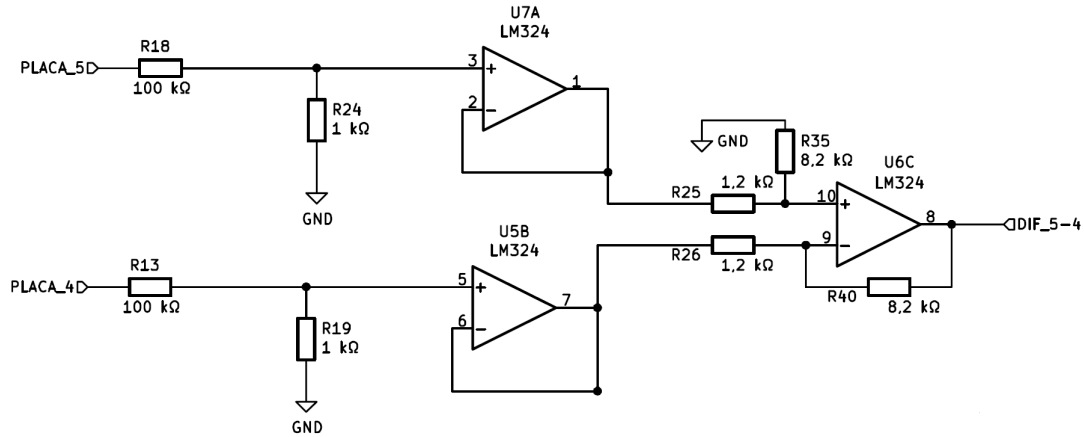 U7A
LM324
R18
PLACA_5
100 kΩ
3
+
1
2
−
R24
1 kΩ
GND
GND
R35
8,2 kΩ
U6C
LM324
R25
1,2 kΩ
10
+
8
DIF_5-4
9
−
R26
1,2 kΩ
R40
8,2 kΩ
U5B
LM324
R13
PLACA_4
100 kΩ
5
+
7
6
−
R19
1 kΩ
GND